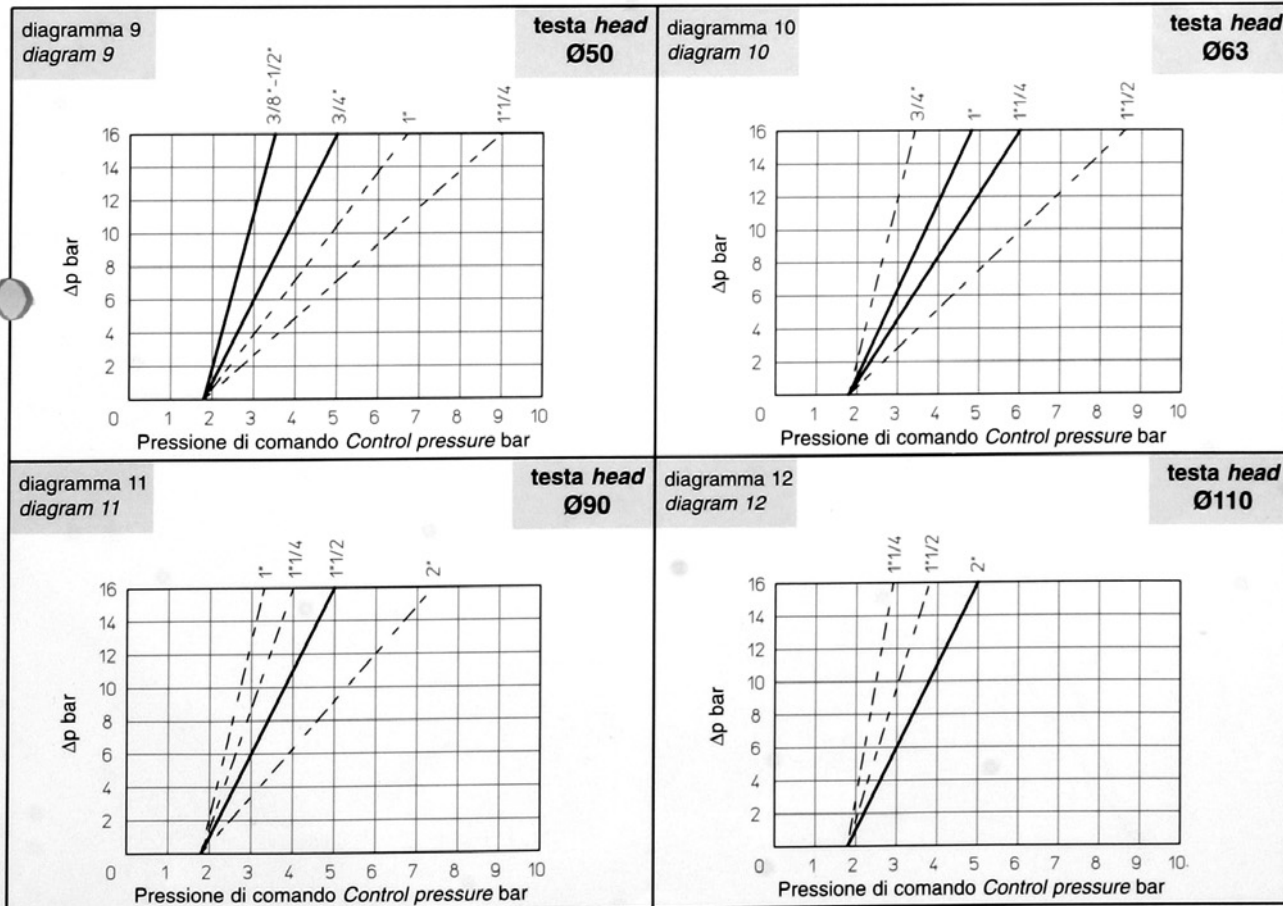 diagramma 9
diagram 9
testa head
Ø50
3/8"-1/2"
3/4"
1"
1"1/4
16
14
12
10
8
6
4
2
Δp bar
0 1 2 3 4 5 6 7 8 9 10
Pressione di comando Control pressure bar
diagramma 10
diagram 10
testa head
Ø63
3/4"
1"
1"1/4
1"1/2
16
14
12
10
8
6
4
2
Δp bar
0 1 2 3 4 5 6 7 8 9 10
Pressione di comando Control pressure bar
diagramma 11
diagram 11
testa head
Ø90
1"
1"1/4
1"1/2
2"
16
14
12
10
8
6
4
2
Δp bar
0 1 2 3 4 5 6 7 8 9 10
Pressione di comando Control pressure bar
diagramma 12
diagram 12
testa head
Ø110
1"1/4
1"1/2
2"
16
14
12
10
8
6
4
2
Δp bar
0 1 2 3 4 5 6 7 8 9 10
Pressione di comando Control pressure bar